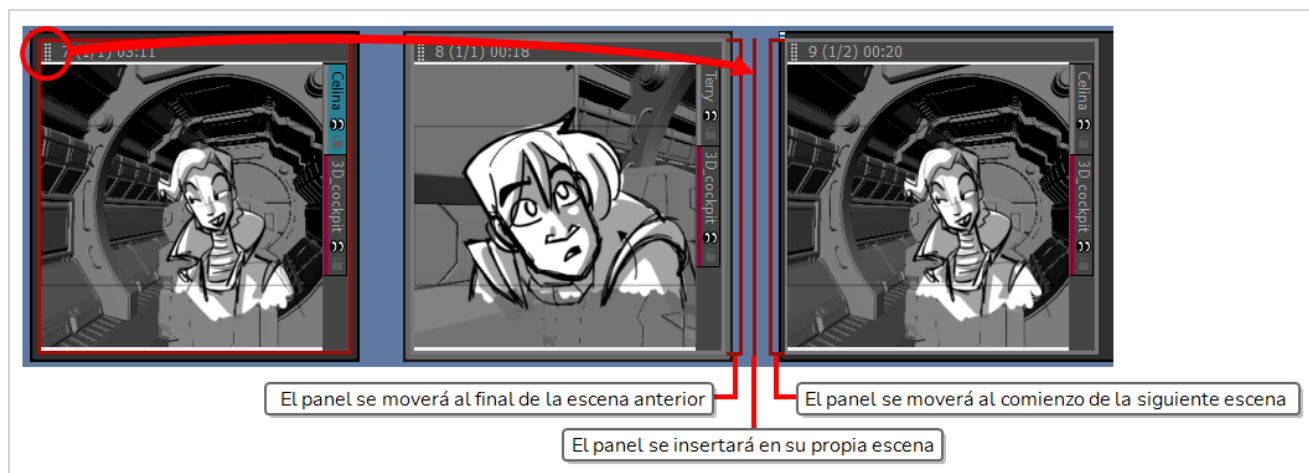 7 (1/1) 03:11
8 (1/1) 00:18
9 (1/2) 00:20
Celina
3D_cockpit
Terry
3D_cockpit
Celina
3D_cockpit
El panel se moverá al final de la escena anterior
El panel se moverá al comienzo de la siguiente escena
El panel se insertará en su propia escena